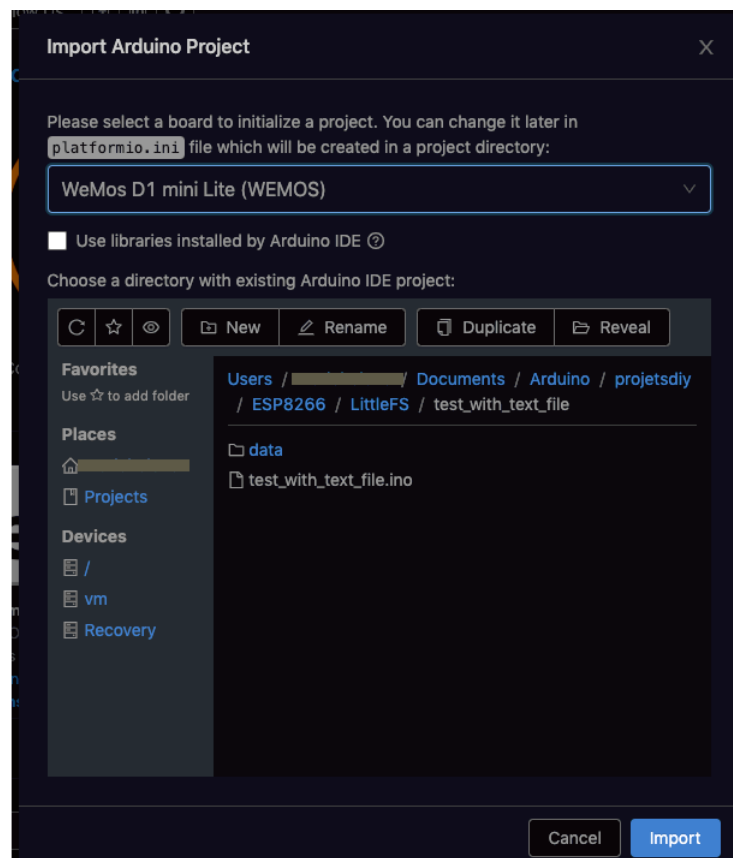 Import Arduino Project
Please select a board to initialize a project. You can change it later in
platformio.ini file which will be created in a project directory:
WeMos D1 mini Lite (WEMOS)
Use libraries installed by Arduino IDE
Choose a directory with existing Arduino IDE project:
New Rename Duplicate Reveal
Favorites
Use ☆ to add folder
Places
Projects
Devices
/
vm
Recovery
Users / / Documents / Arduino / projetsdiy
/ ESP8266 / LittleFS / test_with_text_file
data
test_with_text_file.ino
Cancel Import